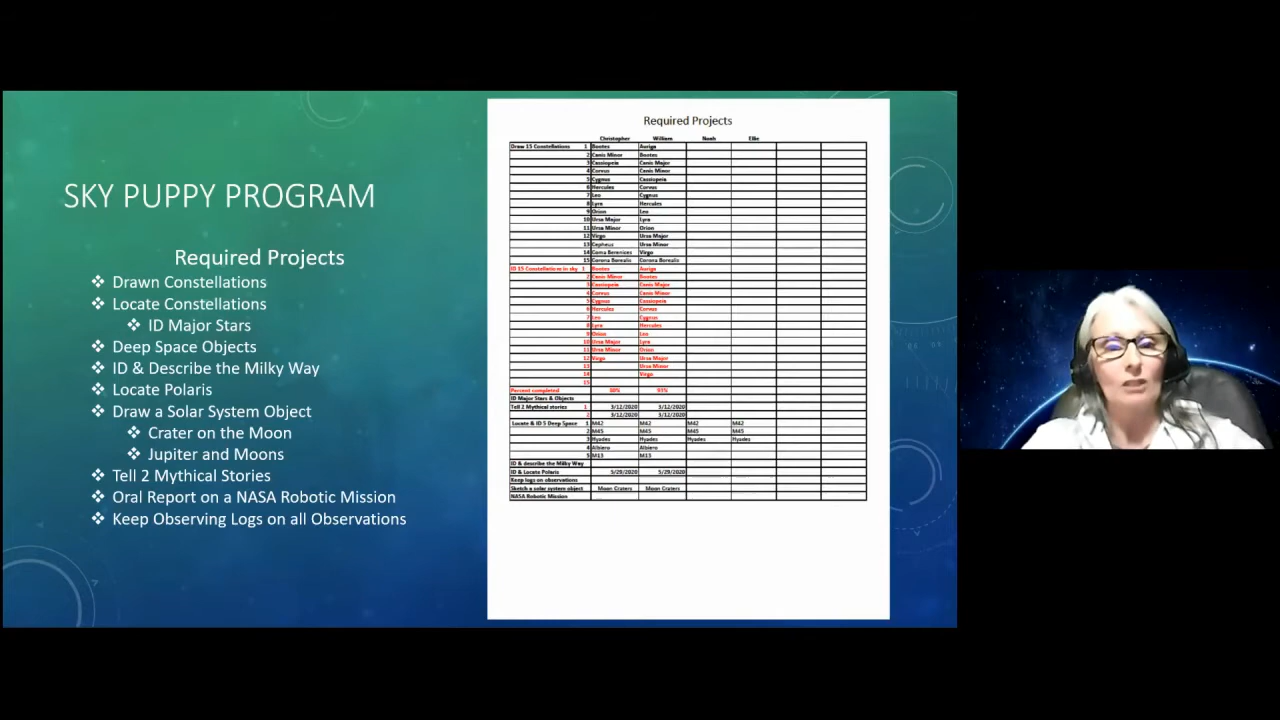 SKY PUPPY PROGRAM
Required Projects
❖ Drawn Constellations
❖ Locate Constellations
❖ ID Major Stars
❖ Deep Space Objects
❖ ID & Describe the Milky Way
❖ Locate Polaris
❖ Draw a Solar System Object
❖ Crater on the Moon
❖ Jupiter and Moons
❖ Tell 2 Mythical Stories
❖ Oral Report on a NASA Robotic Mission
❖ Keep Observing Logs on all Observations
Required Projects
Christopher William Noah Ellie
Draw 15 Constellations 1 Bootes Auriga
2 Canis Minor Bootes
3 Cassiopeia Canis Major
4 Corvus Canis Minor
5 Cygnus Cassiopeia
6 Hercules Corvus
7 Leo Cygnus
8 Lyra Hercules
9 Orion Leo
10 Ursa Major Lyra
11 Ursa Minor Orion
12 Virgo Ursa Major
13 Cepheus Ursa Minor
14 Berenices Virgo
15 Corona Borealis Corona Borealis
ID 15 Constellations in sky 1 Bootes Auriga
2 Canis Minor Bootes
3 Cassiopeia Canis Major
4 Corvus Canis Minor
5 Cygnus Cassiopeia
6 Hercules Corvus
7 Leo Cygnus
8 Lyra Hercules
9 Orion Leo
10 Ursa Major Lyra
11 Ursa Minor Orion
12 Virgo Ursa Major
13 Ursa Minor
14 Virgo
15
Percent completed 93%
ID Major Stars & Objects
Tell 2 Mythical stories 1 3/12/2020 3/12/2020
2 3/12/2020
Locate & ID 5 Deep Space 1 M42 M42 M42 M42
2 M45 M45 M45 M45
3 Hyades Hyades Hyades Hyades
4 Albiero Albiero
5 M13 M13
ID & describe the Milky Way
ID & Locate Polaris 5/29/2020 5/29/2020
Keep logs on observations
Sketch a solar system object Moon Craters Moon Craters
NASA Robotic Mission